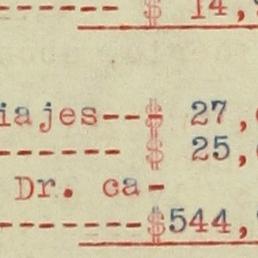 ------ $ 14,
iajes--$ 27,
------ $ 25,
Dr. ca-
-------$544,